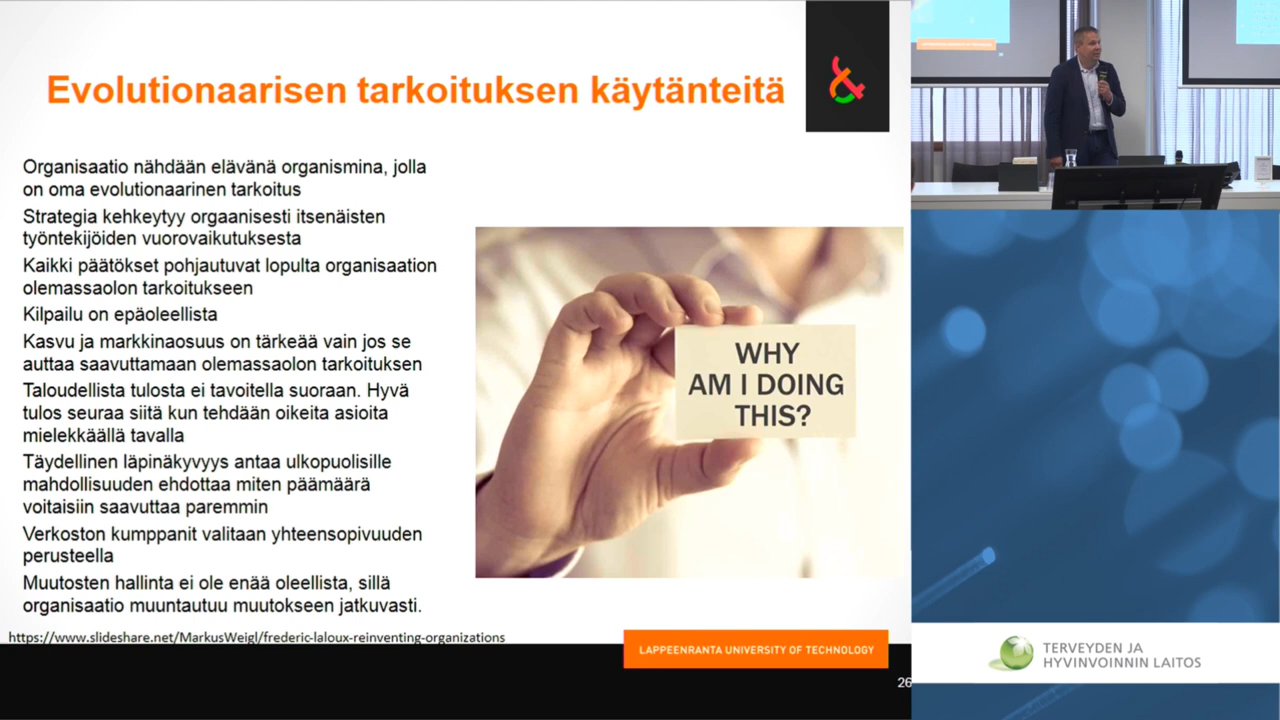 Evolutionaarisen tarkoituksen käytänteitä
Organisaatio nähdään elävänä organismina, jolla
on oma evolutionaarinen tarkoitus
Strategia kehkeytyy orgaanisesti itsenäisten
työntekijöiden vuorovaikutuksesta
Kaikki päätökset pohjautuvat lopulta organisaation
olemassaolon tarkoitukseen
Kilpailu on epäoleellista
Kasvu ja markkinaosuus on tärkeää vain jos se
auttaa saavuttamaan olemassaolon tarkoituksen
Taloudellista tulosta ei tavoitella suoraan. Hyvä
tulos seuraa siitä kun tehdään oikeita asioita
mielekkäällä tavalla
Täydellinen läpinäkyvyys antaa ulkopuolisille
mahdollisuuden ehdottaa miten päämäärä
voitaisiin saavuttaa paremmin
Verkoston kumppanit valitaan yhteensopivuuden
perusteella
Muutosten hallinta ei ole enää oleellista, sillä
organisaatio muuntautuu muutokseen jatkuvasti.
https://www.slideshare.net/MarkusWeigl/frederic-laloux-reinventing-organizations
WHY
AM I DOING
THIS?
LAPPEENRANTA UNIVERSITY OF TECHNOLOGY
26
TERVEYDEN JA
HYVINVOINNIN LAITOS